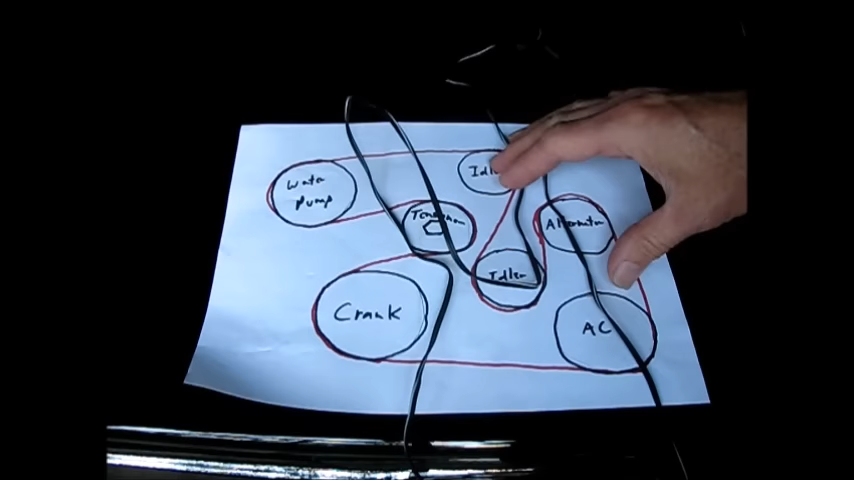 Water
Pump
Idler
Tensioner
Alternator
Idler
Crank
AC